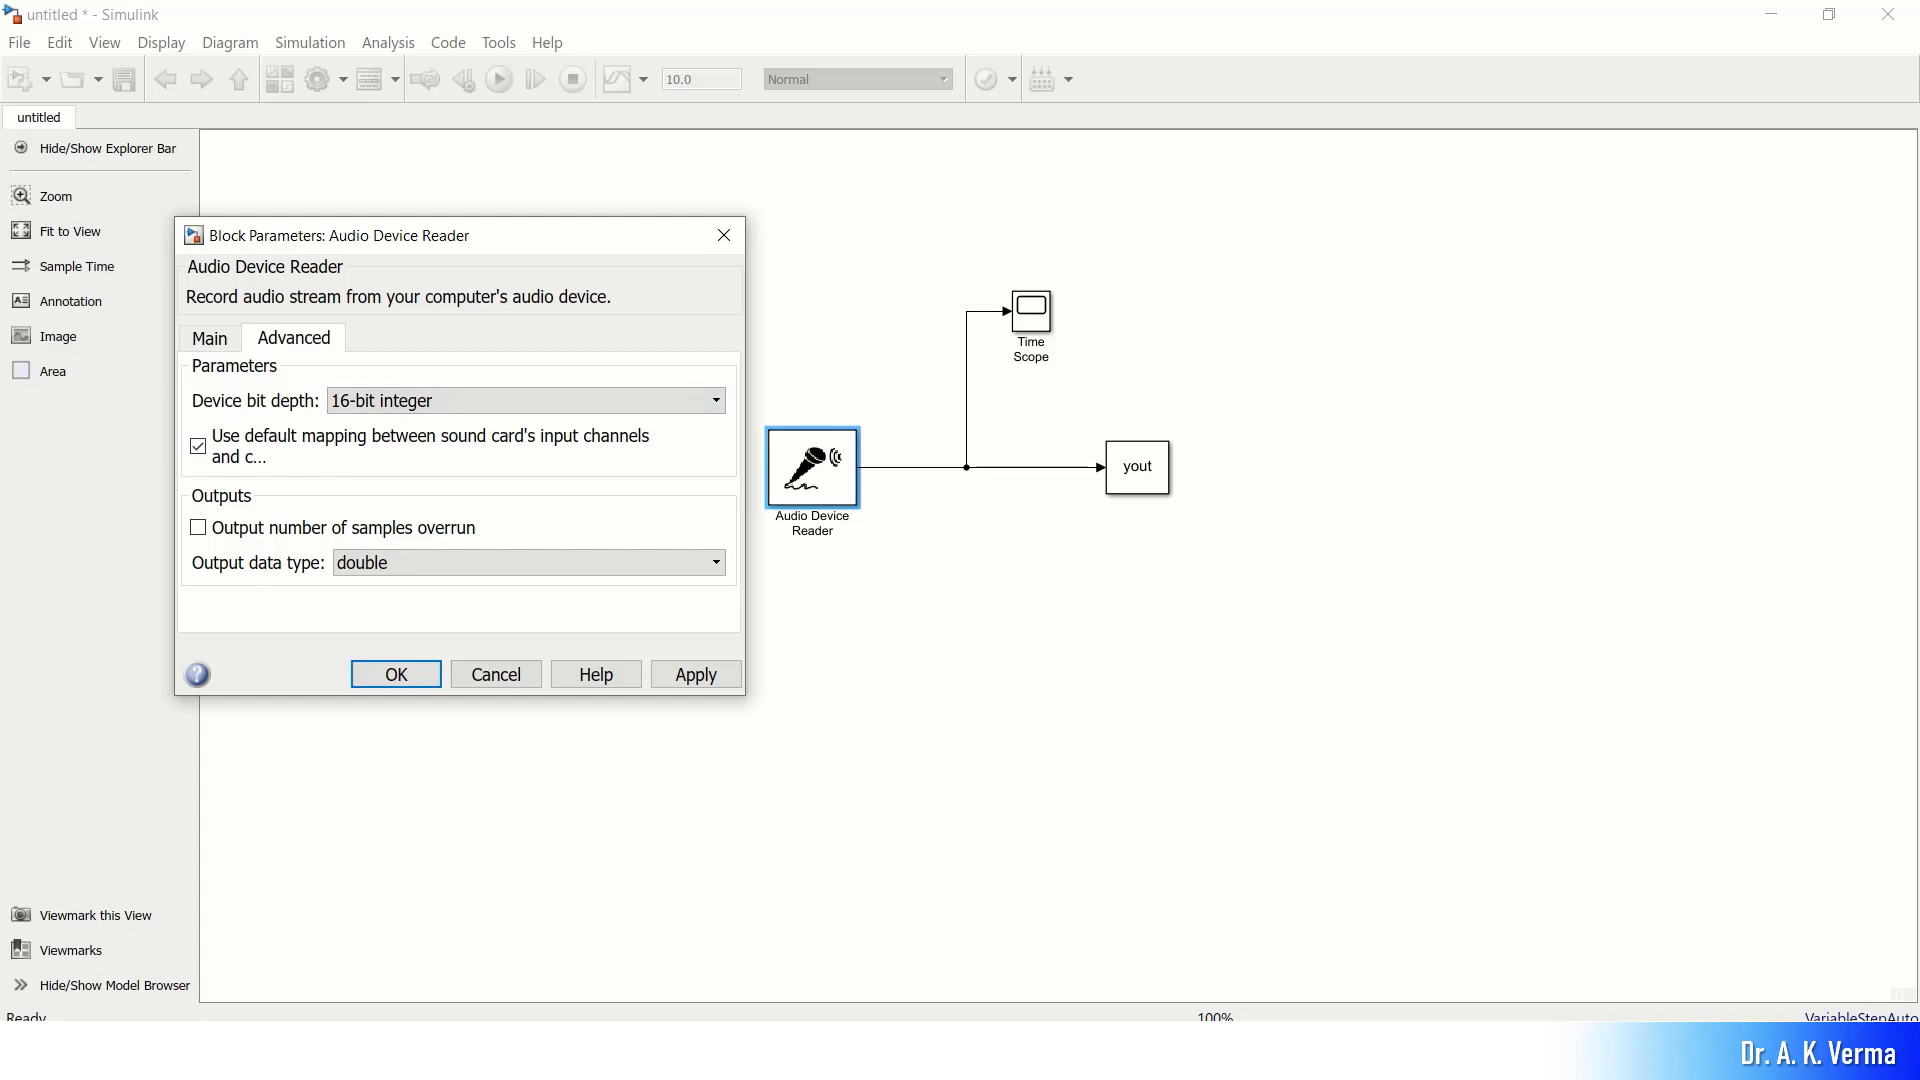 untitled * - Simulink
File Edit View Display Diagram Simulation Analysis Code Tools Help
10.0 Normal
untitled
Hide/Show Explorer Bar
Zoom
Fit to View
Sample Time
Annotation
Image
Area
Block Parameters: Audio Device Reader
Audio Device Reader
Record audio stream from your computer's audio device.
Main Advanced
Parameters
Device bit depth: 16-bit integer
Use default mapping between sound card's input channels
and c...
Outputs
Output number of samples overrun
Output data type: double
OK Cancel Help Apply
Time
Scope
yout
Audio Device
Reader
Viewmark this View
Viewmarks
Hide/Show Model Browser
Ready 100% VariableStepAuto
Dr. A. K. Verma